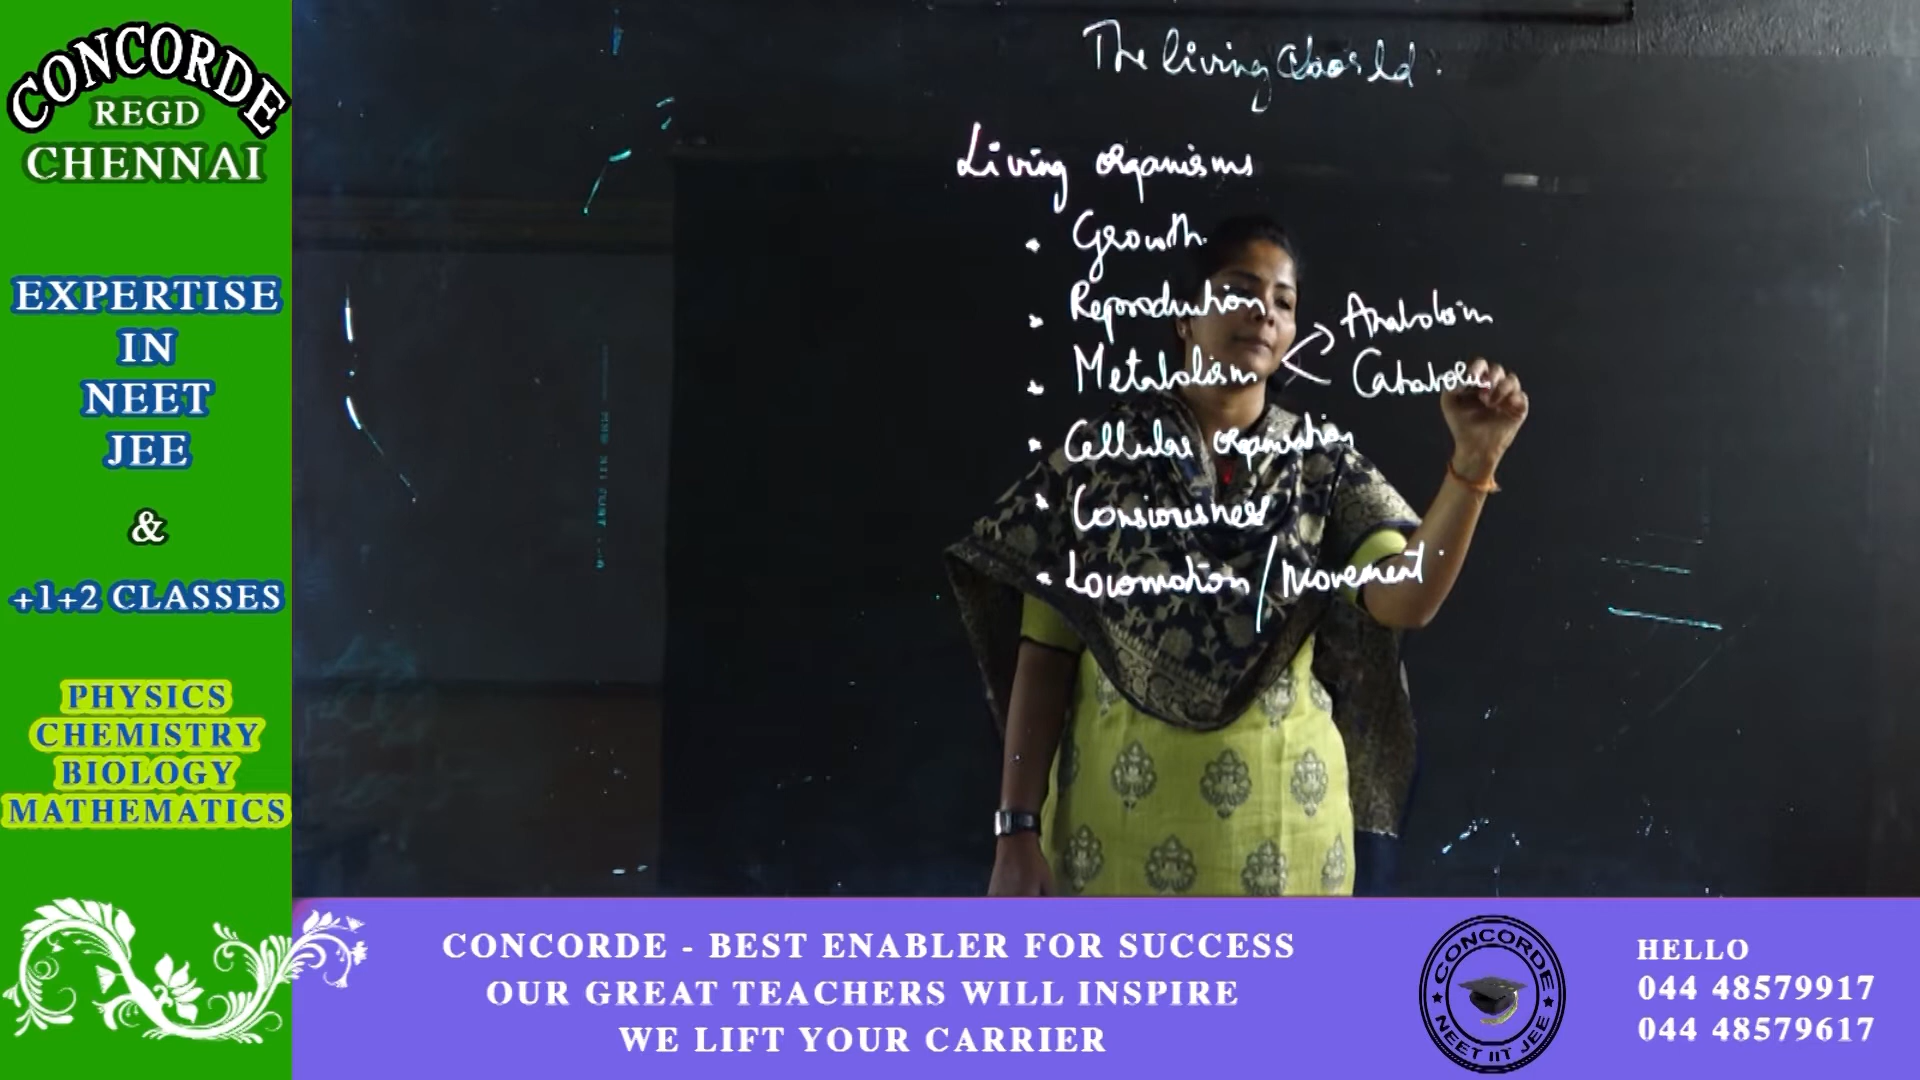 CONCORDE
REGD
CHENNAI
EXPERTISE
IN
NEET
JEE
&
+1+2 CLASSES
PHYSICS
CHEMISTRY
BIOLOGY
MATHEMATICS
The living World.
Living organisms
• Growth
• Reproduction
Anabolism
• Metabolism
Cataboli
• Cellular organisation
• Consiousness
• Locomotion / Movement
CONCORDE - BEST ENABLER FOR SUCCESS
OUR GREAT TEACHERS WILL INSPIRE
WE LIFT YOUR CARRIER
CONCORDE
NEET IIT JEE
HELLO
044 48579917
044 48579617